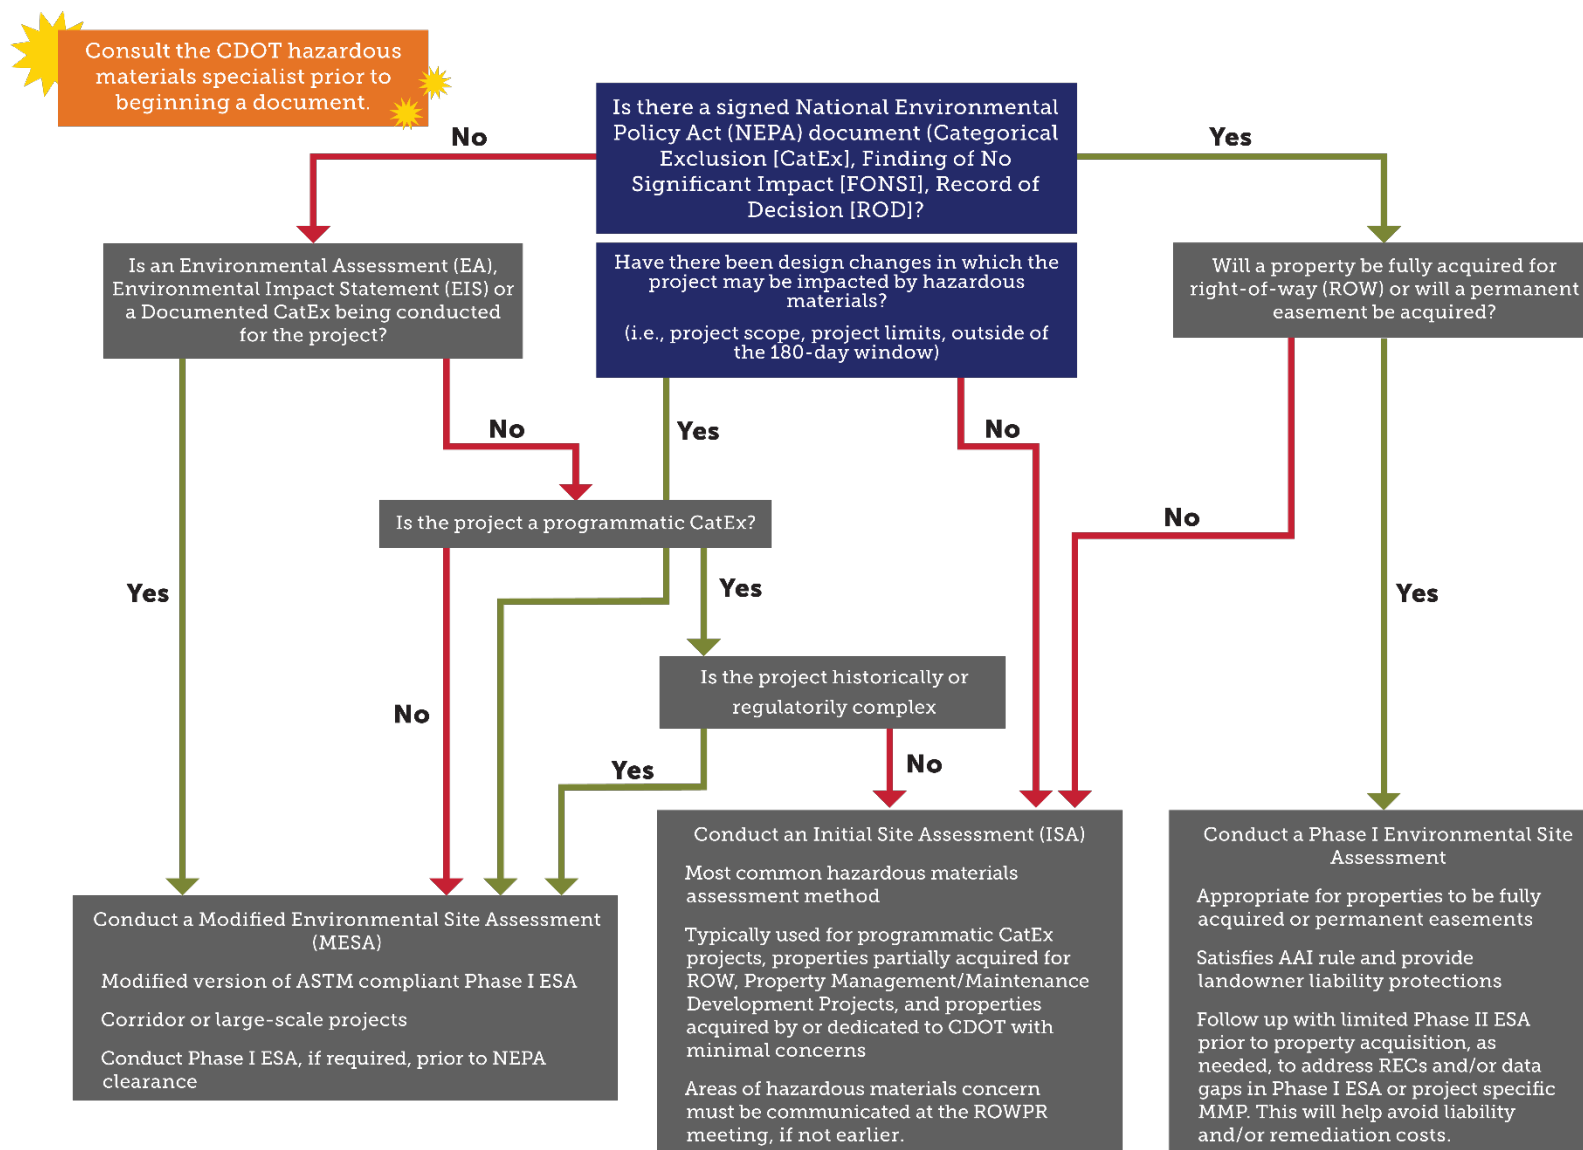 Consult the CDOT hazardous
materials specialist prior to
beginning a document.
Is there a signed National Environmental
Policy Act (NEPA) document (Categorical
Exclusion [CatEx], Finding of No
Significant Impact [FONSI], Record of
Decision [ROD]?
No
Yes
Is an Environmental Assessment (EA),
Environmental Impact Statement (EIS) or
a Documented CatEx being conducted
for the project?
Have there been design changes in which the
project may be impacted by hazardous
materials?
(i.e., project scope, project limits, outside of
the 180-day window)
Will a property be fully acquired for
right-of-way (ROW) or will a permanent
easement be acquired?
No
Yes
No
No
Is the project a programmatic CatEx?
Yes
Yes
Yes
Is the project historically or
regulatorily complex
No
Yes
No
Conduct a Modified Environmental Site Assessment
(MESA)
Modified version of ASTM compliant Phase I ESA
Corridor or large-scale projects
Conduct Phase I ESA, if required, prior to NEPA
clearance
Conduct an Initial Site Assessment (ISA)
Most common hazardous materials
assessment method
Typically used for programmatic CatEx
projects, properties partially acquired for
ROW, Property Management/Maintenance
Development Projects, and properties
acquired by or dedicated to CDOT with
minimal concerns
Areas of hazardous materials concern
must be communicated at the ROWPR
meeting, if not earlier.
Conduct a Phase I Environmental Site
Assessment
Appropriate for properties to be fully
acquired or permanent easements
Satisfies AAI rule and provide
landowner liability protections
Follow up with limited Phase II ESA
prior to property acquisition, as
needed, to address RECs and/or data
gaps in Phase I ESA or project specific
MMP. This will help avoid liability
and/or remediation costs.